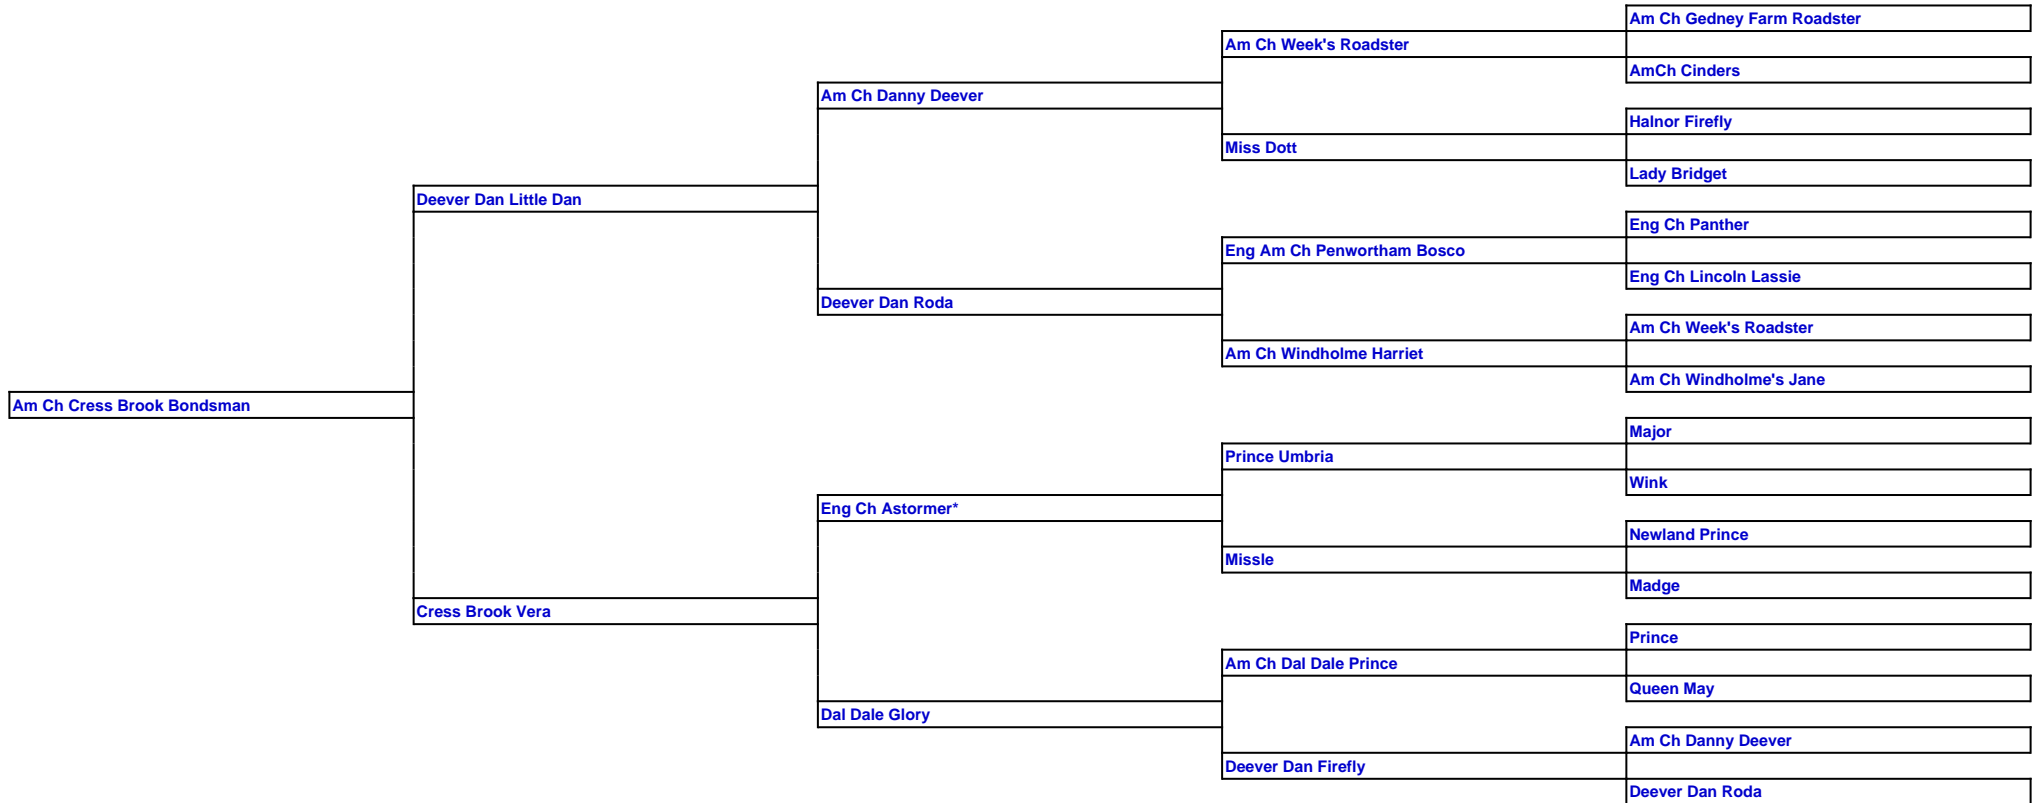 Am Ch Gedney Farm Roadster
Am Ch Week's Roadster
AmCh Cinders
Am Ch Danny Deever
Halnor Firefly
Miss Dott
Lady Bridget
Deever Dan Little Dan
Eng Ch Panther
Eng Am Ch Penwortham Bosco
Eng Ch Lincoln Lassie
Deever Dan Roda
Am Ch Week's Roadster
Am Ch Windholme Harriet
Am Ch Windholme's Jane
Am Ch Cress Brook Bondsman
Major
Prince Umbria
Wink
Eng Ch Astormer*
Newland Prince
Missle
Madge
Cress Brook Vera
Prince
Am Ch Dal Dale Prince
Queen May
Dal Dale Glory
Am Ch Danny Deever
Deever Dan Firefly
Deever Dan Roda